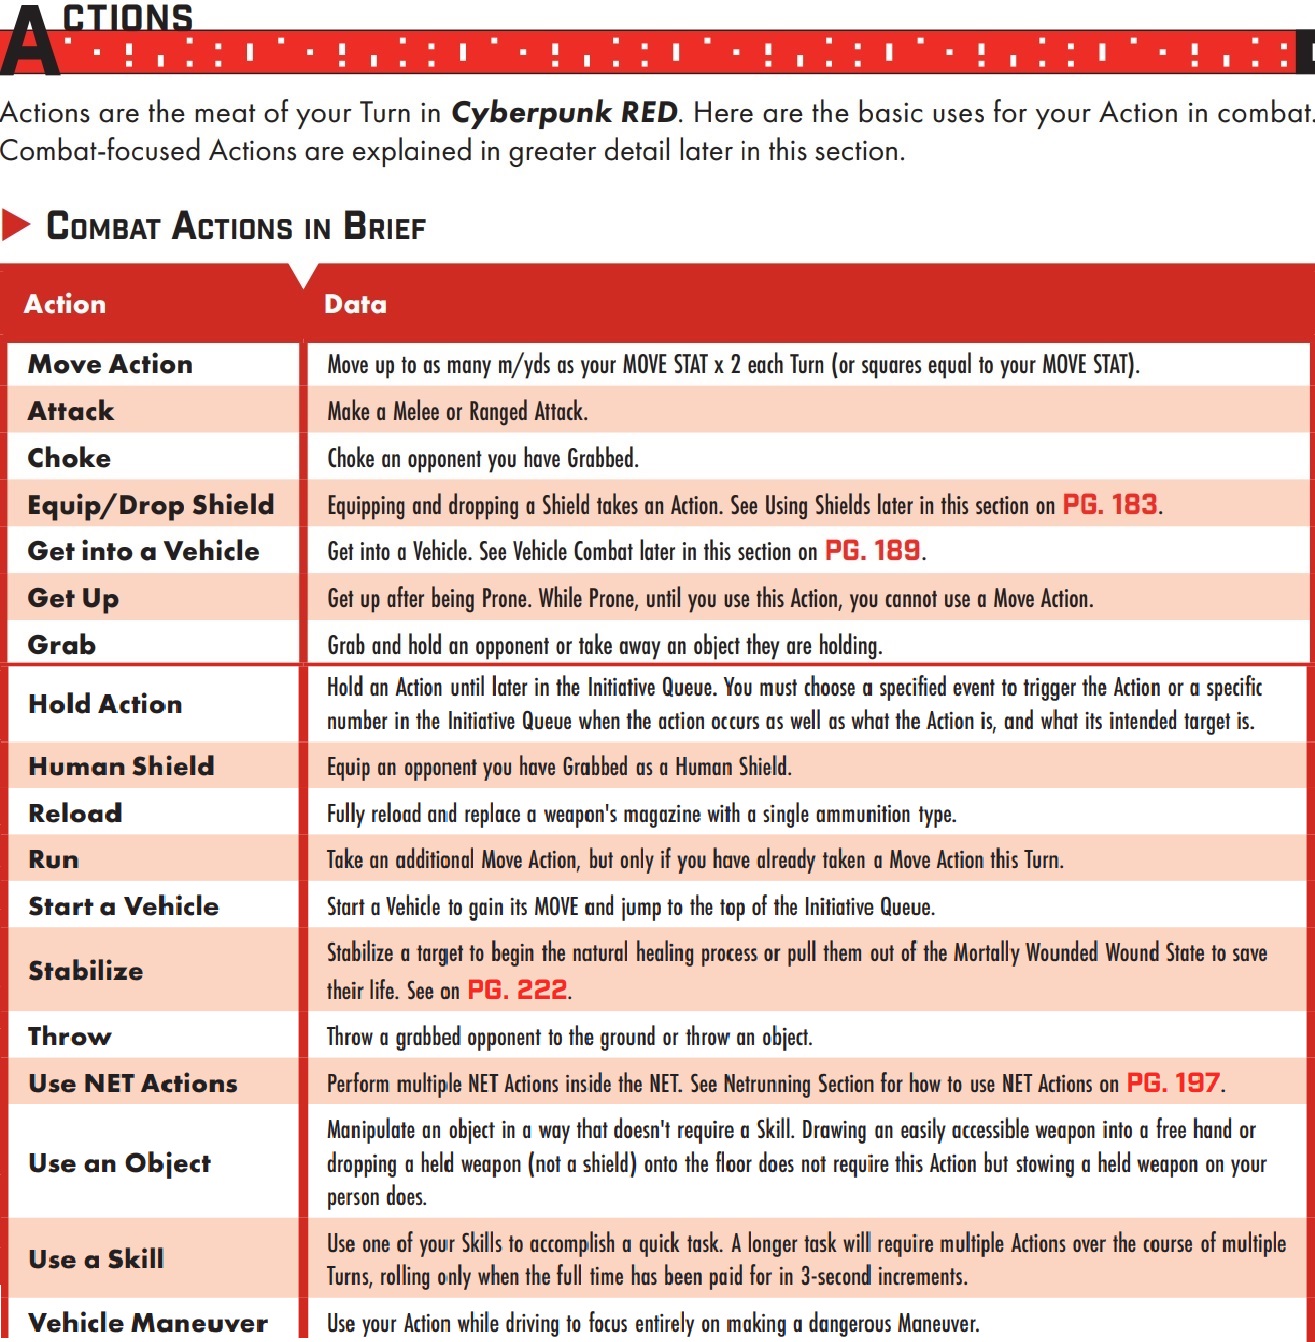 ACTIONS
Actions are the meat of your Turn in Cyberpunk RED. Here are the basic uses for your Action in combat.
Combat-focused Actions are explained in greater detail later in this section.
COMBAT ACTIONS IN BRIEF
Action Data
Move Action Move up to as many m/yds as your MOVE STAT x 2 each Turn (or squares equal to your MOVE STAT).
Attack Make a Melee or Ranged Attack.
Choke Choke an opponent you have Grabbed.
Equip/Drop Shield Equipping and dropping a Shield takes an Action. See Using Shields later in this section on PG. 183.
Get into a Vehicle Get into a Vehicle. See Vehicle Combat later in this section on PG. 189.
Get Up Get up after being Prone. While Prone, until you use this Action, you cannot use a Move Action.
Grab Grab and hold an opponent or take away an object they are holding.
Hold Action Hold an Action until later in the Initiative Queue. You must choose a specified event to trigger the Action or a specific
number in the Initiative Queue when the action occurs as well as what the Action is, and what its intended target is.
Human Shield Equip an opponent you have Grabbed as a Human Shield.
Reload Fully reload and replace a weapon's magazine with a single ammunition type.
Run Take an additional Move Action, but only if you have already taken a Move Action this Turn.
Start a Vehicle Start a Vehicle to gain its MOVE and jump to the top of the Initiative Queue.
Stabilize Stabilize a target to begin the natural healing process or pull them out of the Mortally Wounded Wound State to save
their life. See on PG. 222.
Throw Throw a grabbed opponent to the ground or throw an object.
Use NET Actions Perform multiple NET Actions inside the NET. See Netrunning Section for how to use NET Actions on PG. 197.
Use an Object Manipulate an object in a way that doesn't require a Skill. Drawing an easily accessible weapon into a free hand or
dropping a held weapon (not a shield) onto the floor does not require this Action but stowing a held weapon on your
person does.
Use a Skill Use one of your Skills to accomplish a quick task. A longer task will require multiple Actions over the course of multiple
Turns, rolling only when the full time has been paid for in 3-second increments.
Vehicle Maneuver Use your Action while driving to focus entirely on making a dangerous Maneuver.